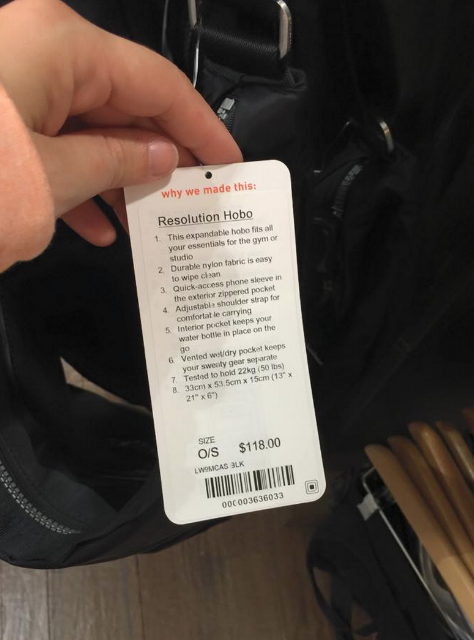 why we made this:
Resolution Hobo
1. This expandable hobo fits all
your essentials for the gym or
studio
2. Durable nylon fabric is easy
to wipe clean
3. Quick-access phone sleeve in
the exterior zippered pocket
4. Adjustable shoulder strap for
comfortable carrying
5. Interior pocket keeps your
water bottle in place on the
go
6. Vented wet/dry pocket keeps
your sweaty gear separate
7. Tested to hold 22kg (50 lbs)
8. 33cm x 53.5cm x 15cm (13" x
21" x 6")
SIZE
O/S $118.00
LW9MCAS BLK
000003636033